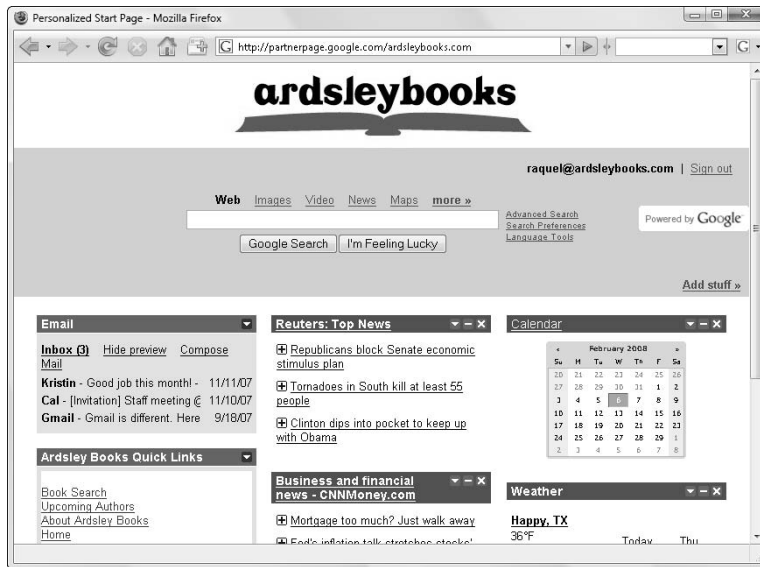 Personalized Start Page - Mozilla Firefox
http://partnerpage.google.com/ardsleybooks.com
ardsleybooks
raquel@ardsleybooks.com | Sign out
Web Images Video News Maps more »
Advanced Search
Search Preferences
Language Tools
Powered by Google
Google Search I'm Feeling Lucky
Add stuff »
Email
Inbox (3) Hide preview Compose
Mail
Kristin - Good job this month! - 11/11/07
Cal - [Invitation] Staff meeting @ 11/10/07
Gmail - Gmail is different. Here 9/18/07
Ardsley Books Quick Links
Book Search
Upcoming Authors
About Ardsley Books
Home
Reuters: Top News
Republicans block Senate economic
stimulus plan
Tornadoes in South kill at least 55
people
Clinton dips into pocket to keep up
with Obama
Business and financial
news - CNNMoney.com
Mortgage too much? Just walk away
Fed's inflation talk stretches stocks'
Calendar
« February 2008 »
Su M Tu W Th F Sa
20 21 22 23 24 25 26
27 28 29 30 31 1 2
3 4 5 6 7 8 9
10 11 12 13 14 15 16
17 18 19 20 21 22 23
24 25 26 27 28 29 1
2 3 4 5 6 7 8
Weather
Happy, TX
36°F
Today Thu